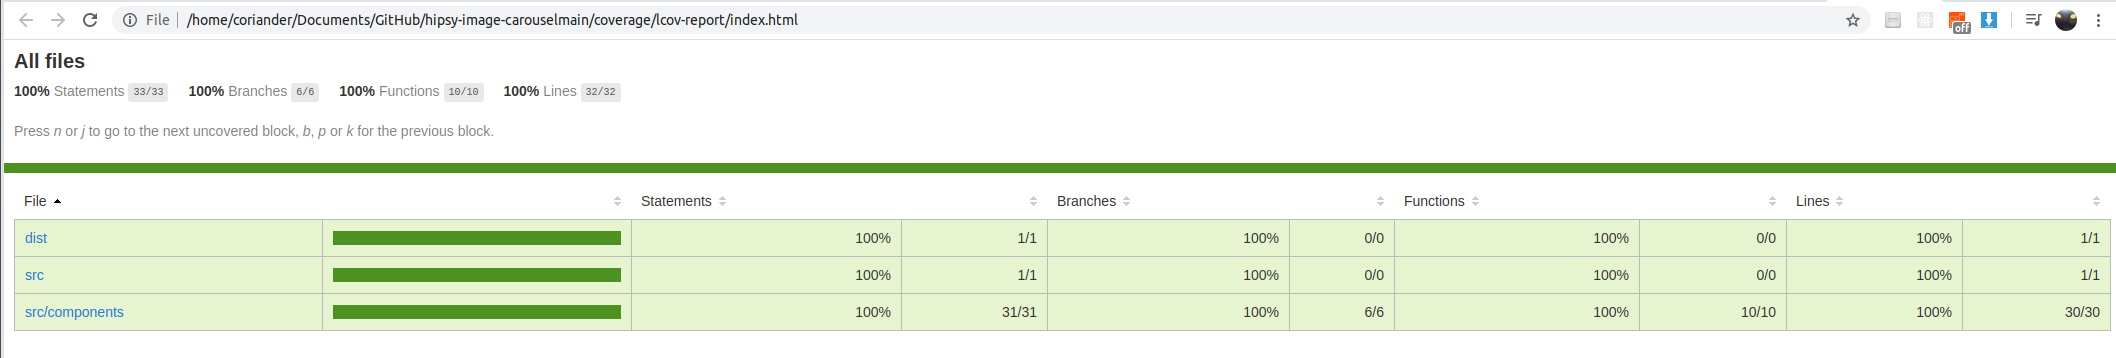 File /home/coriander/Documents/GitHub/hipsy-image-carouselmain/coverage/lcov-report/index.html
off
All files
100% Statements 33/33 100% Branches 6/6 100% Functions 10/10 100% Lines 32/32
Press n or j to go to the next uncovered block, b, p or k for the previous block.
File Statements Branches Functions Lines
dist 100% 1/1 100% 0/0 100% 0/0 100% 1/1
src 100% 1/1 100% 0/0 100% 0/0 100% 1/1
src/components 100% 31/31 100% 6/6 100% 10/10 100% 30/30